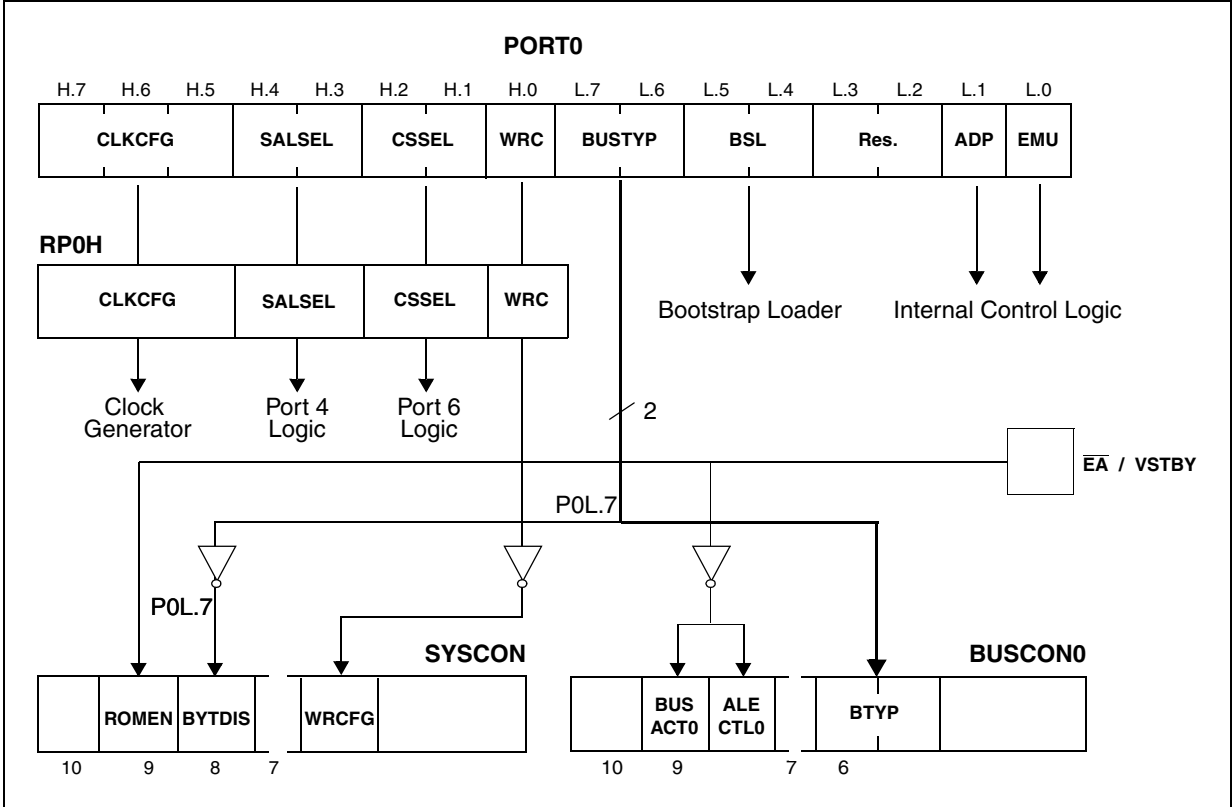 PORT0
H.7 H.6 H.5 H.4 H.3 H.2 H.1 H.0 L.7 L.6 L.5 L.4 L.3 L.2 L.1 L.0
CLKCFG SALSEL CSSEL WRC BUSTYP BSL Res. ADP EMU
RP0H
CLKCFG SALSEL CSSEL WRC
Bootstrap Loader Internal Control Logic
Clock
Generator
Port 4
Logic
Port 6
Logic
2
EA / VSTBY
P0L.7
P0L.7
SYSCON BUSCON0
ROMEN BYTDIS WRCFG
BUS
ACT0
ALE
CTL0
BTYP
10 9 8 7 10 9 7 6